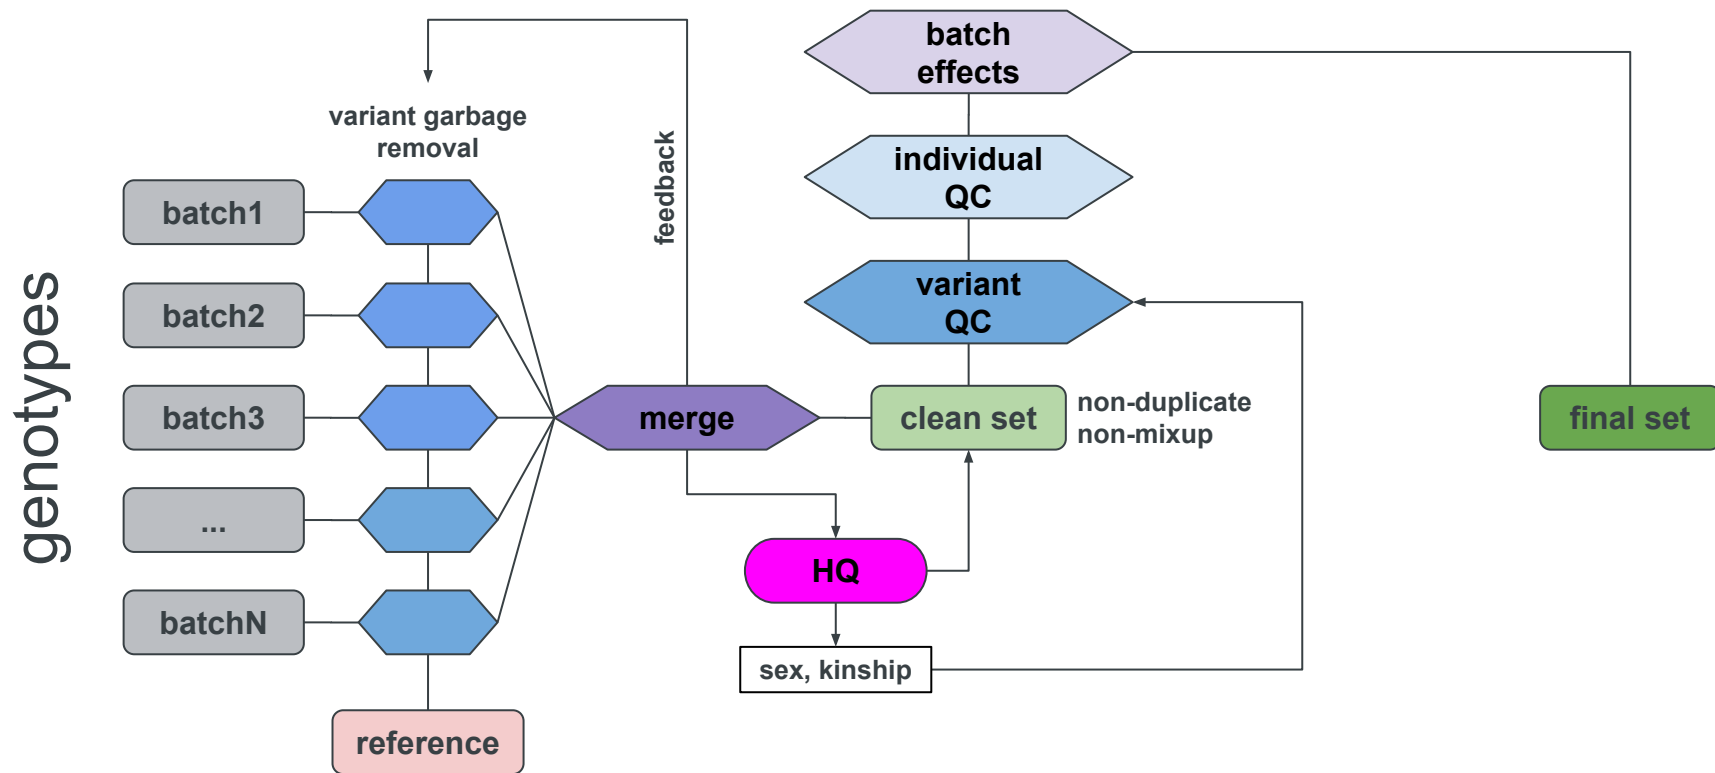 genotypes
variant garbage
removal
batch1
batch2
batch3
...
batchN
reference
feedback
merge
HQ
sex, kinship
clean set
non-duplicate
non-mixup
variant
QC
individual
QC
batch
effects
final set